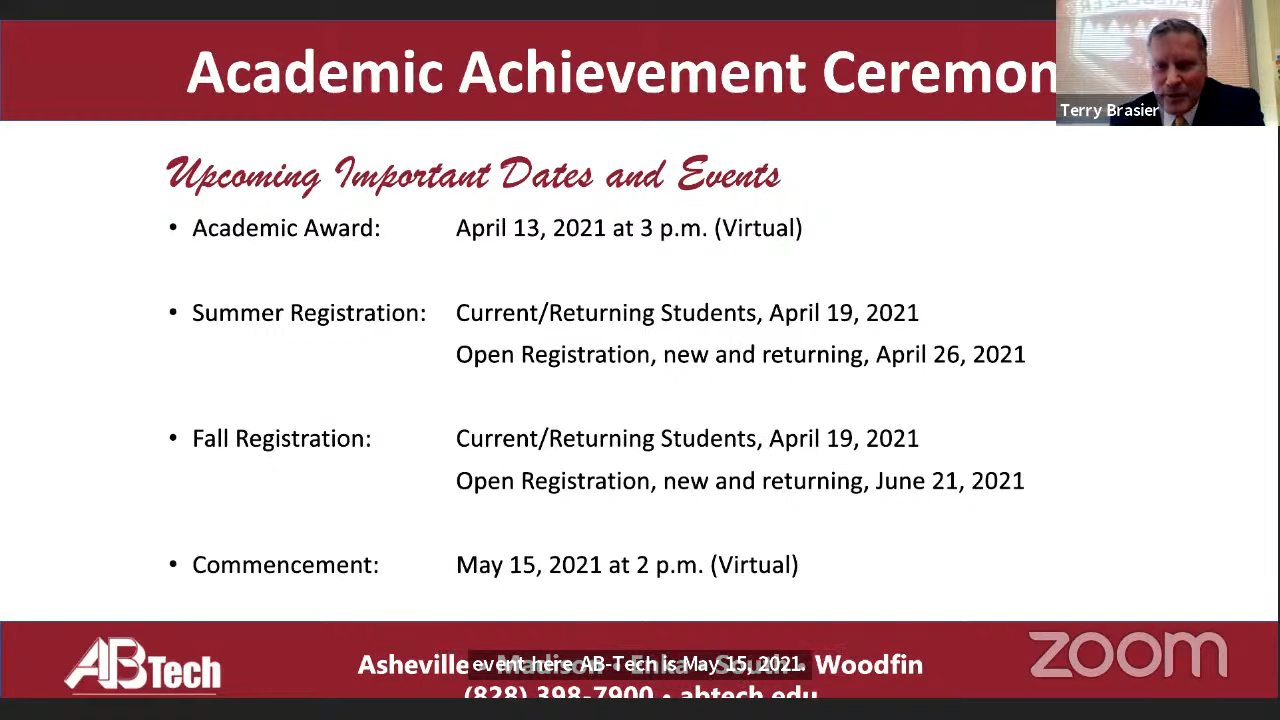 Academic Achievement Ceremon
Terry Brasier
Upcoming Important Dates and Events
• Academic Award: April 13, 2021 at 3 p.m. (Virtual)
• Summer Registration: Current/Returning Students, April 19, 2021
Open Registration, new and returning, April 26, 2021
• Fall Registration: Current/Returning Students, April 19, 2021
Open Registration, new and returning, June 21, 2021
• Commencement: May 15, 2021 at 2 p.m. (Virtual)
AB Tech
Asheville • Madison • Enka • South • Woodfin
event here AB-Tech is May 15, 2021.
(828) 398-7900 • abtech.edu
zoom